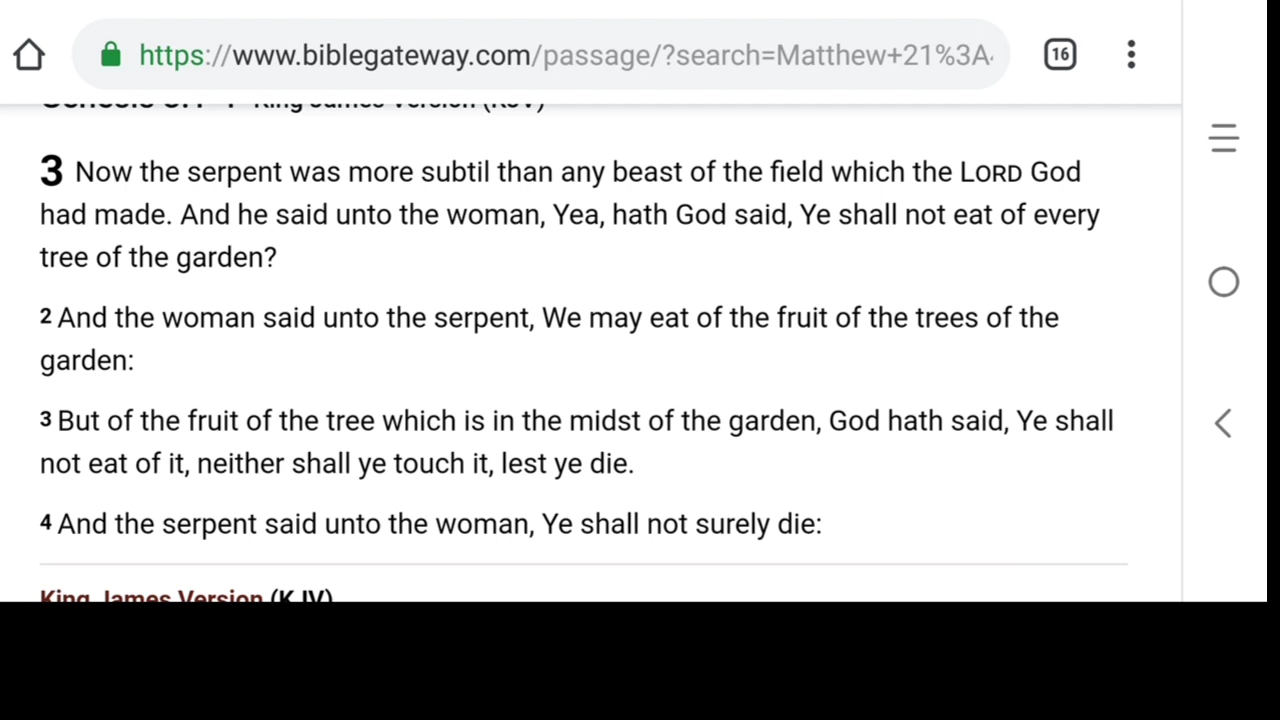 https://www.biblegateway.com/passage/?search=Matthew+21%3A
16
King James Version (KJV)
3 Now the serpent was more subtil than any beast of the field which the LORD God
had made. And he said unto the woman, Yea, hath God said, Ye shall not eat of every
tree of the garden?
2 And the woman said unto the serpent, We may eat of the fruit of the trees of the
garden:
3 But of the fruit of the tree which is in the midst of the garden, God hath said, Ye shall
not eat of it, neither shall ye touch it, lest ye die.
4 And the serpent said unto the woman, Ye shall not surely die:
King James Version (KJV)